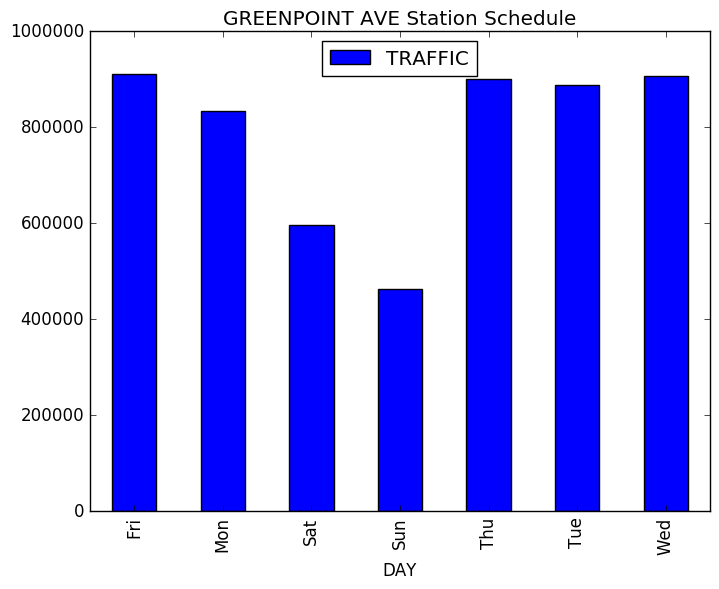 GREENPOINT AVE Station Schedule
TRAFFIC
1000000
800000
600000
400000
200000
0
Fri
Mon
Sat
Sun
Thu
Tue
Wed
DAY